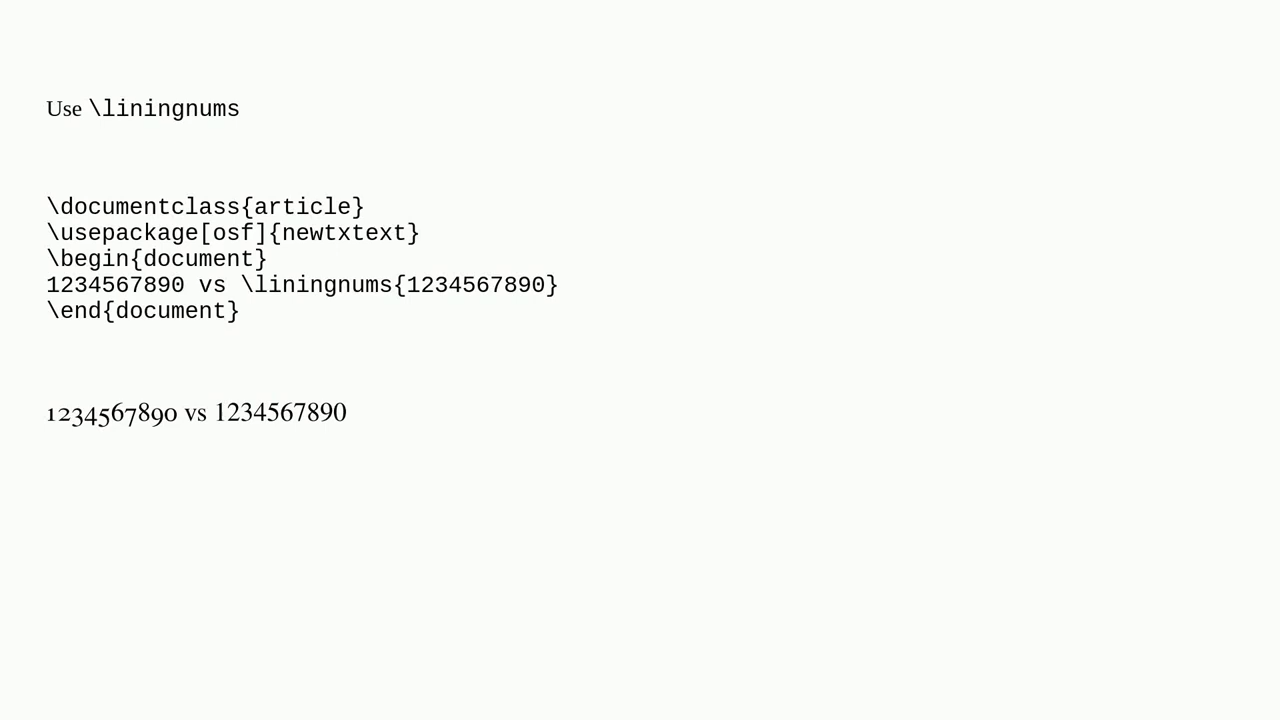 Use \liningnums
\documentclass{article}
\usepackage[osf]{newtxtext}
\begin{document}
1234567890 vs \liningnums{1234567890}
\end{document}
1234567890 vs 1234567890